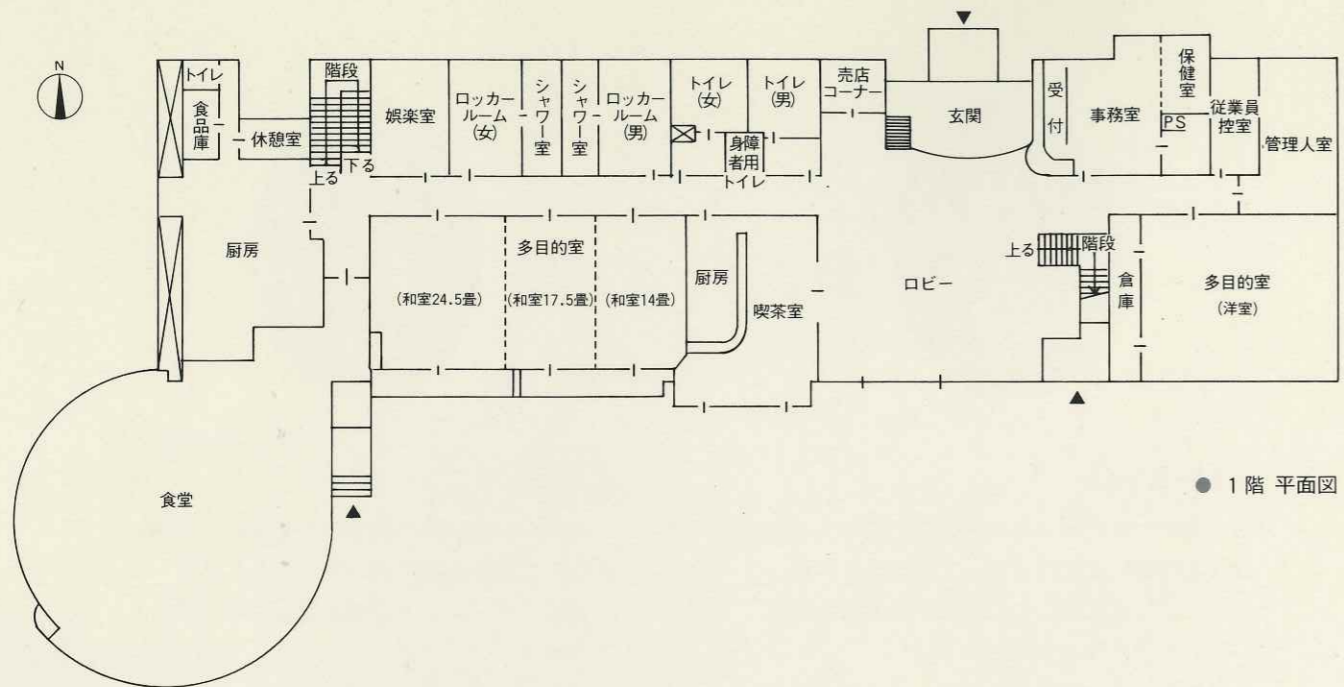 N
トイレ
食品庫
休憩室
階段
上る
下る
娯楽室
ロッカー
ルーム
(女)
シャワー室
シャワー室
ロッカー
ルーム
(男)
トイレ
(女)
トイレ
(男)
身障
者用
トイレ
売店
コーナー
玄関
受付
事務室
保健室
PS
従業員
控室
管理人室
厨房
多目的室
(和室24.5畳)
(和室17.5畳)
(和室14畳)
厨房
喫茶室
ロビー
上る
階段
倉庫
多目的室
(洋室)
食堂
1階 平面図